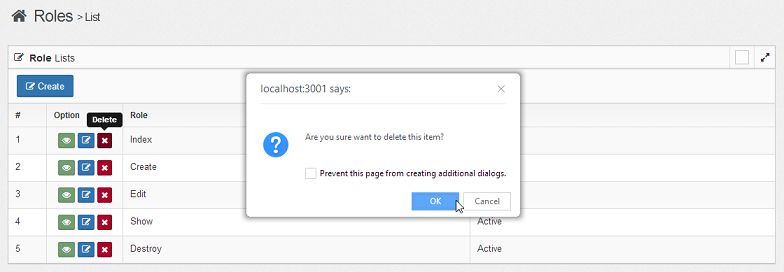 Roles > List
Role Lists
Create
# Option Role
Delete
localhost:3001 says:
Are you sure want to delete this item?
Prevent this page from creating additional dialogs.
OK Cancel
1 Index
2 Create
3 Edit
4 Show Active
5 Destroy Active